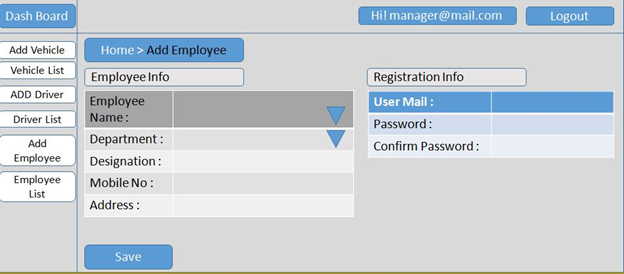 Dash Board
Hi! manager@mail.com
Logout
Add Vehicle
Vehicle List
ADD Driver
Driver List
Add
Employee
Employee
List
Home > Add Employee
Employee Info
Employee
Name :
Department :
Designation :
Mobile No :
Address :
Registration Info
User Mail :
Password :
Confirm Password :
Save